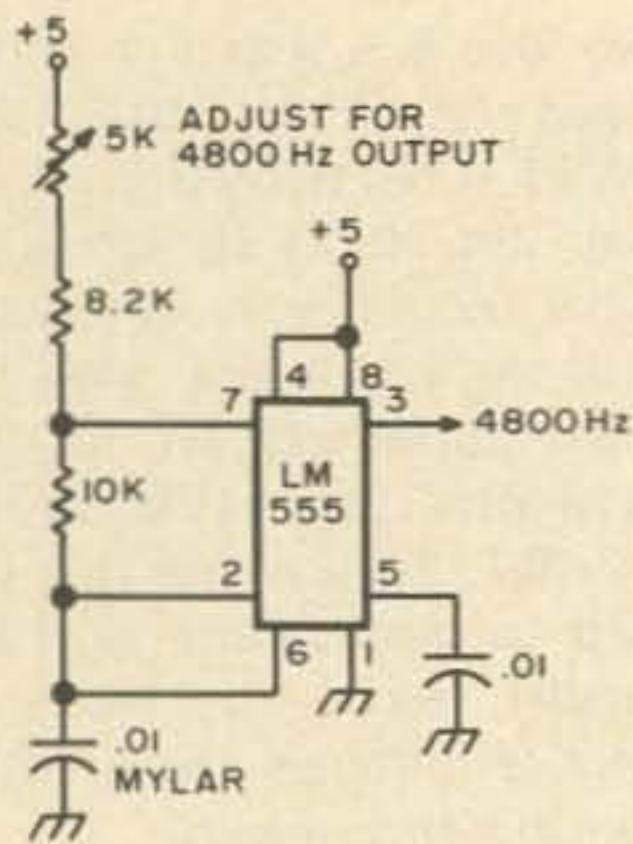 +5
5K ADJUST FOR
4800 Hz OUTPUT
+5
8.2K
4 8
7 3
4800Hz
10K
LM
555
2 5
6 1
.01
.01
MYLAR